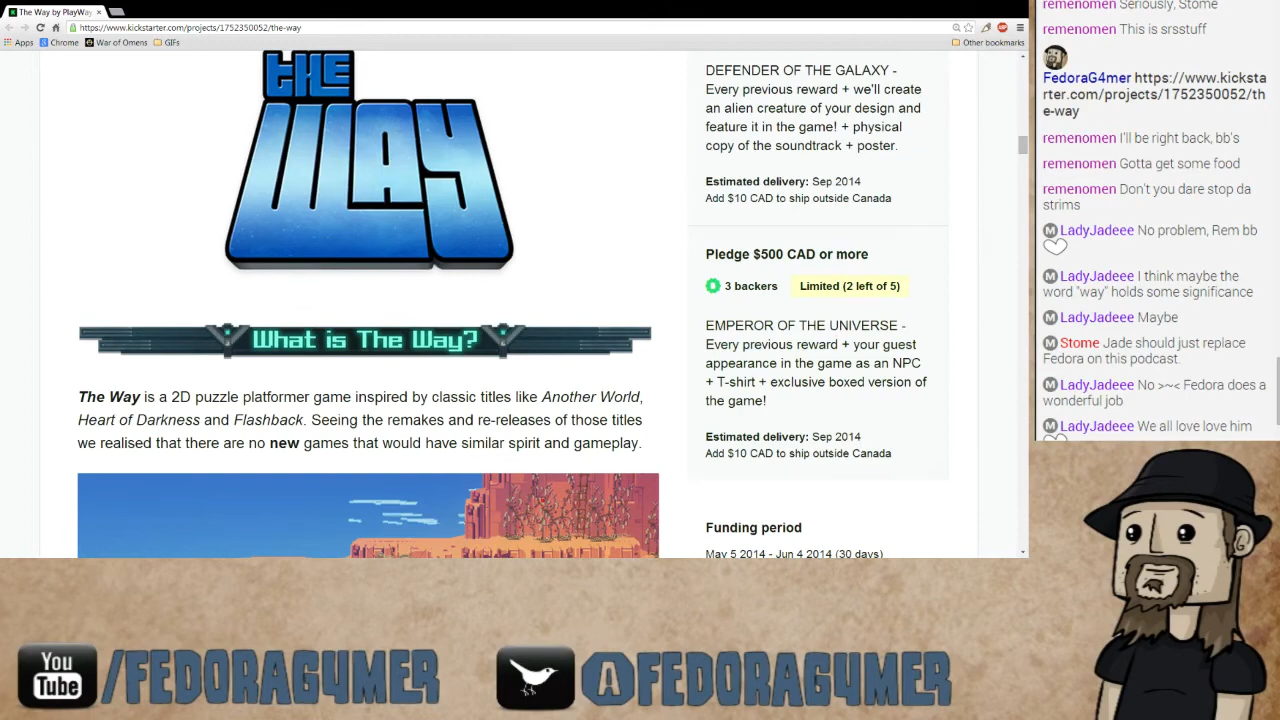 The Way by PlayWay
https://www.kickstarter.com/projects/1752350052/the-way
Apps
Chrome
War of Omens
GIFs
Other bookmarks
the
WAY
What is The Way?
The Way is a 2D puzzle platformer game inspired by classic titles like Another World,
Heart of Darkness and Flashback. Seeing the remakes and re-releases of those titles
we realised that there are no new games that would have similar spirit and gameplay.
DEFENDER OF THE GALAXY -
Every previous reward + we'll create
an alien creature of your design and
feature it in the game! + physical
copy of the soundtrack + poster.
Estimated delivery: Sep 2014
Add $10 CAD to ship outside Canada
Pledge $500 CAD or more
3 backers
Limited (2 left of 5)
EMPEROR OF THE UNIVERSE -
Every previous reward + your guest
appearance in the game as an NPC
+ T-shirt + exclusive boxed version of
the game!
Estimated delivery: Sep 2014
Add $10 CAD to ship outside Canada
Funding period
May 5 2014 - Jun 4 2014 (30 days)
remenomen Seriously, Stome
remenomen This is srsstuff
FedoraG4mer https://www.kicksta
rter.com/projects/1752350052/th
e-way
remenomen I'll be right back, bb's
remenomen Gotta get some food
remenomen Don't you dare stop da
strims
M LadyJadeee No problem, Rem bb
M LadyJadeee I think maybe the
word "way" holds some significance
M LadyJadeee Maybe
Stome Jade should just replace
Fedora on this podcast.
M LadyJadeee No >~< Fedora does a
wonderful job
M LadyJadeee We all love love him
You
Tube
/FEDORAG4MER
@FEDORAG4MER